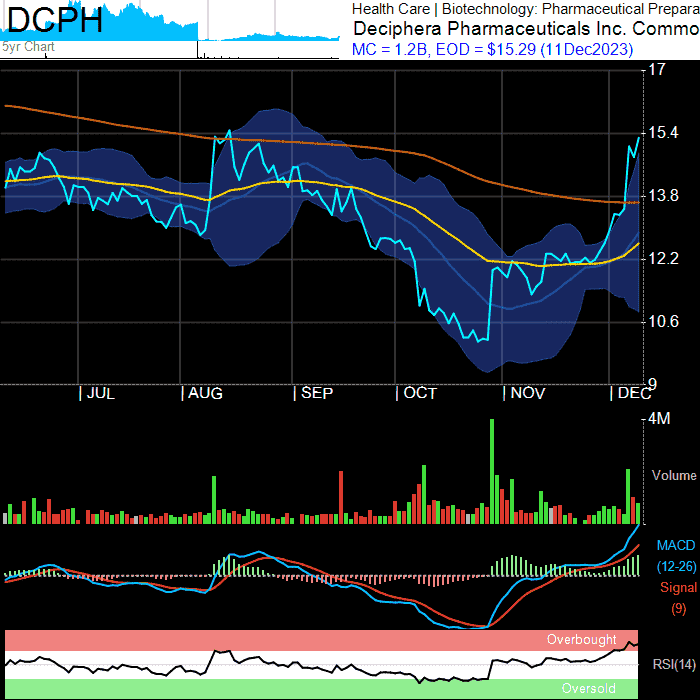 DCPH
5yr Chart
Health Care | Biotechnology: Pharmaceutical Prepara
Deciphera Pharmaceuticals Inc. Commo
MC = 1.2B, EOD = $15.29 (11Dec2023)
17
15.4
13.8
12.2
10.6
9
| JUL | AUG | SEP | OCT | NOV | DEC
4M
Volume
MACD
(12-26)
Signal
(9)
Overbought
RSI(14)
Oversold